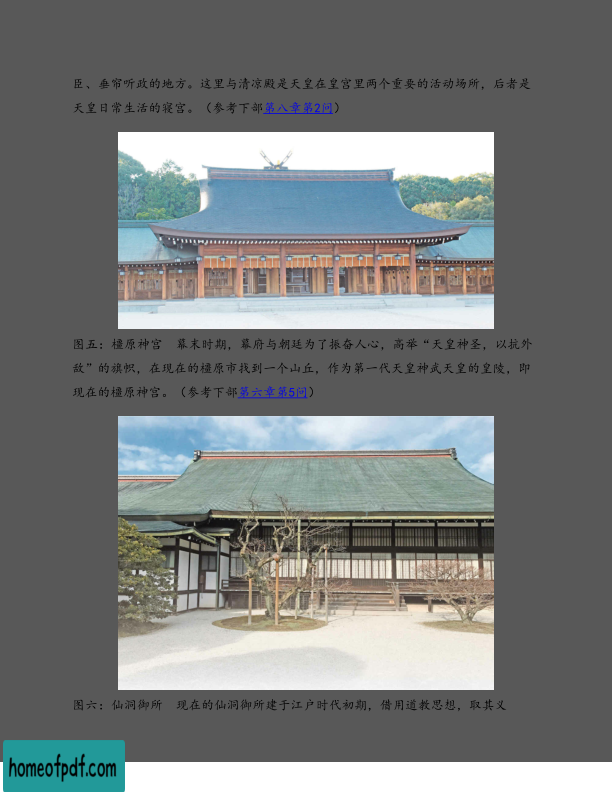 臣、垂帘听政的地方。这里与清凉殿是天皇在皇宫里两个重要的活动场所，后者是
天皇日常生活的寝宫。（参考下部第八章第2问）
图五：橿原神宫　幕末时期，幕府与朝廷为了振奋人心，高举“天皇神圣，以抗外
敌”的旗帜，在现在的橿原市找到一个山丘，作为第一代天皇神武天皇的皇陵，即
现在的橿原神宫。（参考下部第六章第5问）
图六：仙洞御所　现在的仙洞御所建于江户时代初期，借用道教思想，取其义
homeofpdf.com